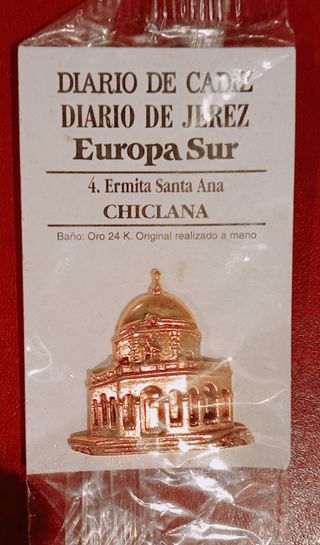 DIARIO DE CADIZ
DIARIO DE JEREZ
Europa Sur
4. Ermita Santa Ana
CHICLANA
Baño: Oro 24 K. Original realizado a mano